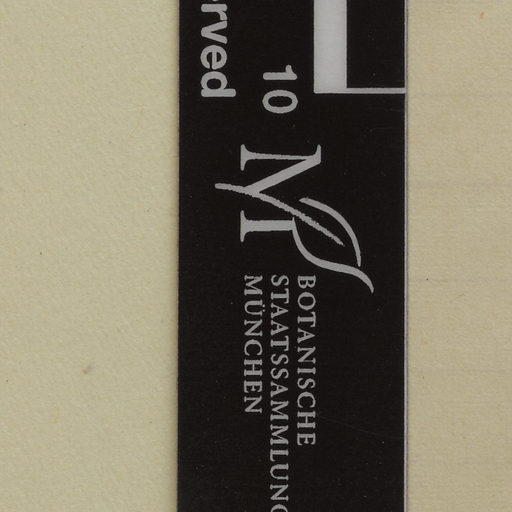 rved
10
M
BOTANISCHE
STAATSSAMMLUNG
MÜNCHEN